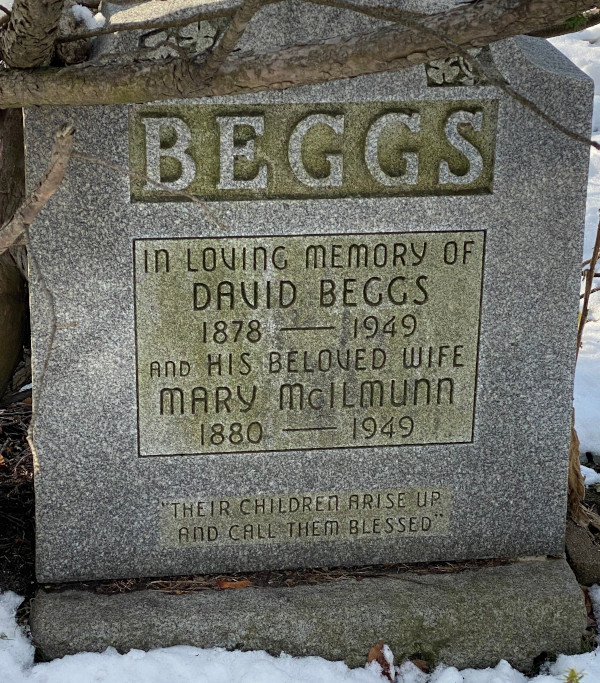 BEGGS
IN LOVING MEMORY OF
DAVID BEGGS
1878 — 1949
AND HIS BELOVED WIFE
MARY McILMUNN
1880 — 1949
"THEIR CHILDREN ARISE UP
AND CALL THEM BLESSED"